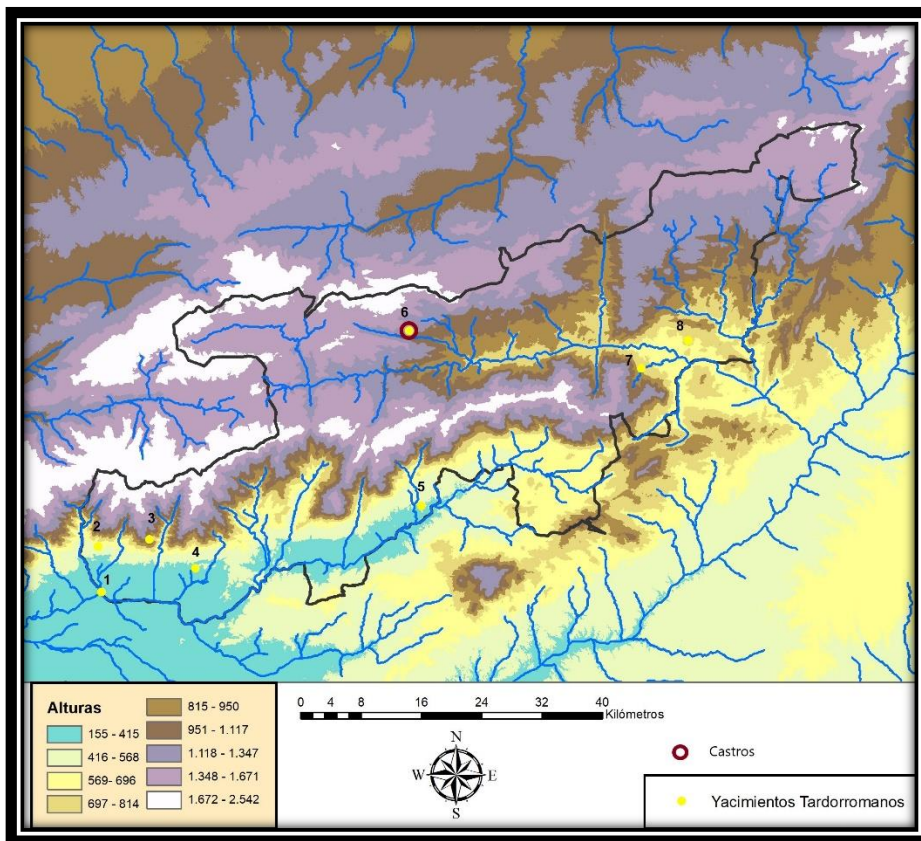 6
8
7
5
3
2
4
1
Alturas
155 - 415
416 - 568
569- 696
697 - 814
815 - 950
951 - 1.117
1.118 - 1.347
1.348 - 1.671
1.672 - 2.542
0 4 8 16 24 32 40
Kilómetros
N
W E
S
Castros
Yacimientos Tardorromanos